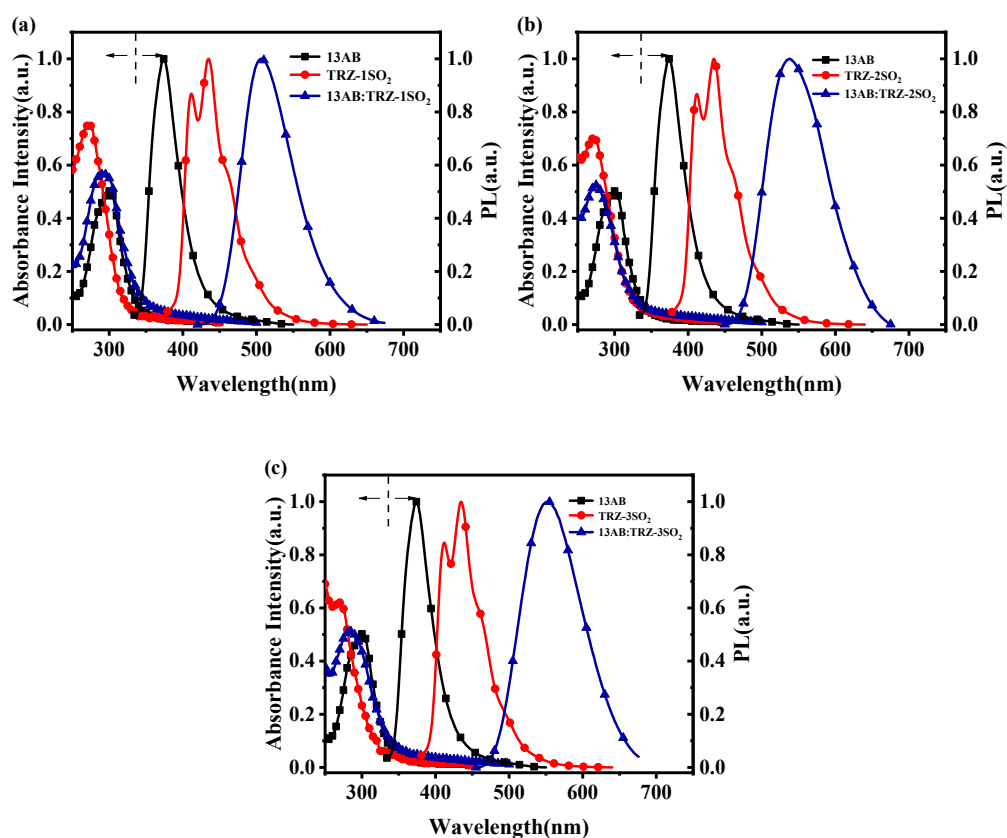 (a)
Absorbance Intensity(a.u.)
1.0
0.8
0.6
0.4
0.2
0.0
13AB
TRZ-1SO₂
13AB:TRZ-1SO₂
1.0
0.8
0.6
0.4
0.2
0.0
PL(a.u.)
300 400 500 600 700
Wavelength(nm)
(b)
Absorbance Intensity(a.u.)
1.0
0.8
0.6
0.4
0.2
0.0
13AB
TRZ-2SO₂
13AB:TRZ-2SO₂
1.0
0.8
0.6
0.4
0.2
0.0
PL(a.u.)
300 400 500 600 700
Wavelength(nm)
(c)
Absorbance Intensity(a.u.)
1.0
0.8
0.6
0.4
0.2
0.0
13AB
TRZ-3SO₂
13AB:TRZ-3SO₂
1.0
0.8
0.6
0.4
0.2
0.0
PL(a.u.)
300 400 500 600 700
Wavelength(nm)